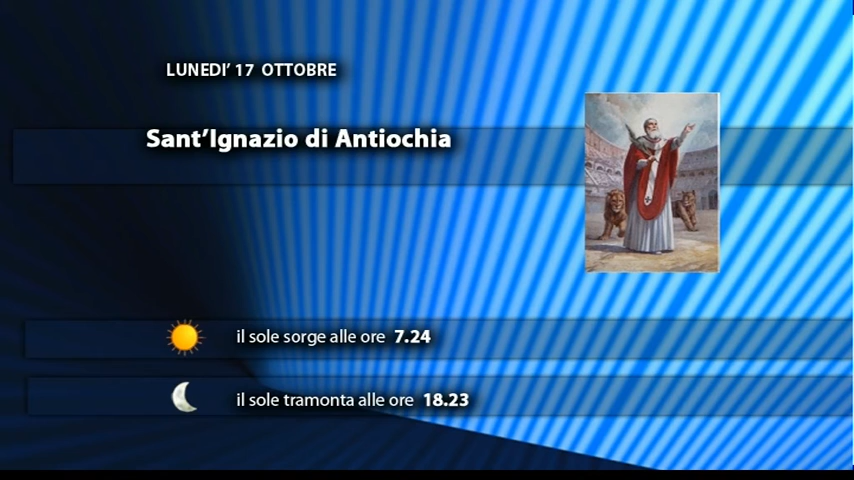 LUNEDI’ 17 OTTOBRE
Sant’Ignazio di Antiochia
il sole sorge alle ore 7.24
il sole tramonta alle ore 18.23